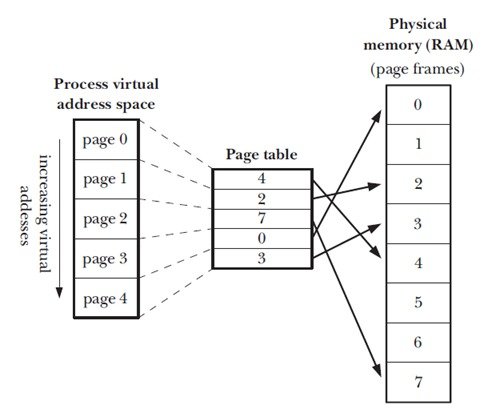 Physical
memory (RAM)
(page frames)
Process virtual
address space
increasing virtual
addesses
page 0
page 1
page 2
page 3
page 4
Page table
4
2
7
0
3
0
1
2
3
4
5
6
7